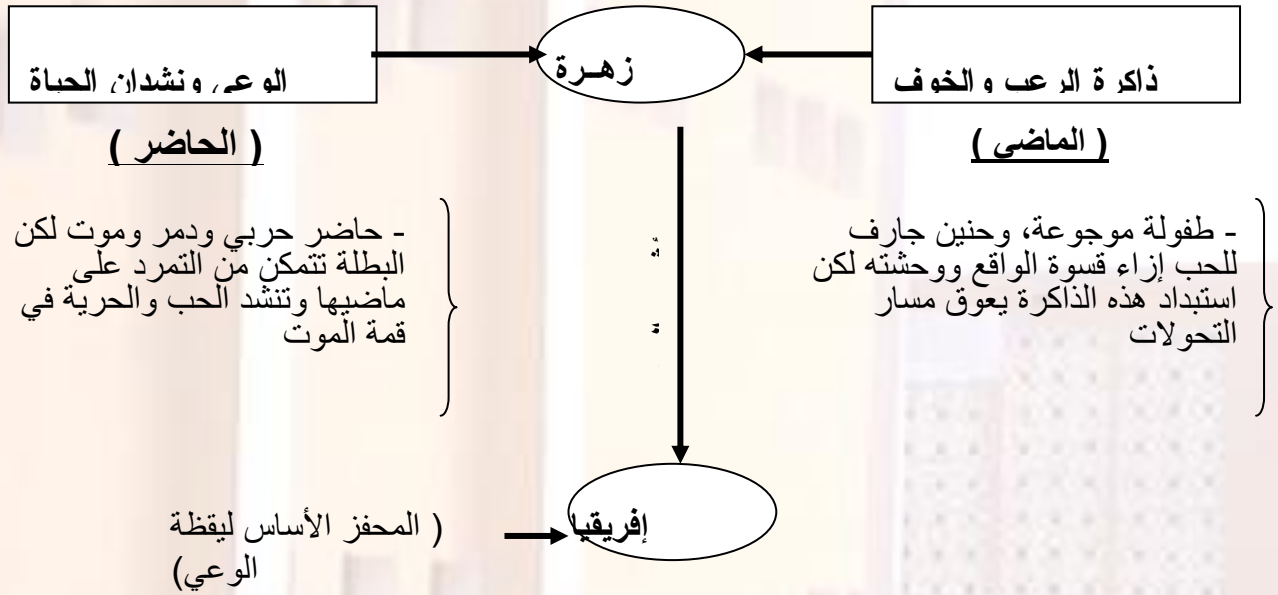 ذاكرة الرعب والخوف
زهـرة
الوعي ونشدان الحياة
( الماضي )
( الحاضر )
- طفولة موجوعة، وحنين جارف
للحب إزاء قسوة الواقع ووحشته لكن
استبداد هذه الذاكرة يعوق مسار
التحولات
- حاضر حربي ودمر وموت لكن
البطلة تتمكن من التمرد على
ماضيها وتنشد الحب والحرية في
قمة الموت
إفريقيا
( المحفز الأساس ليقظة
الوعي)